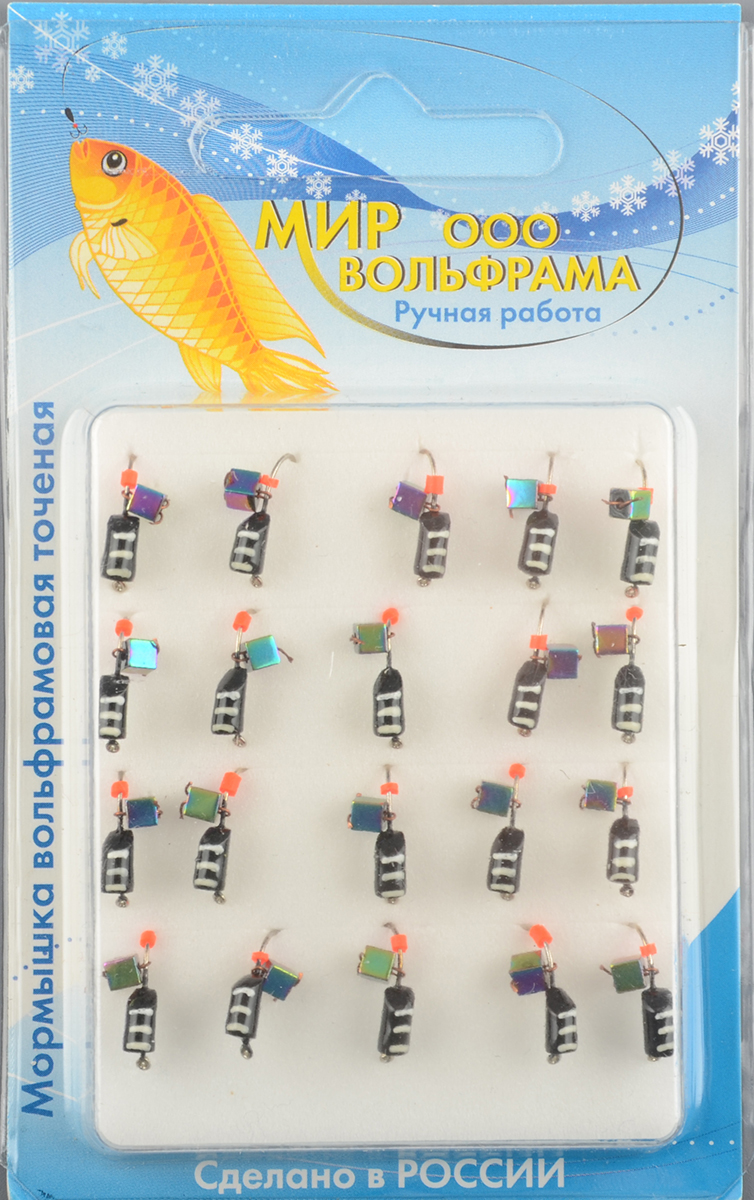 МИР ООО
ВОЛЬФРАМА
Ручная работа
Мормышка вольфрамовая точеная
Сделано в РОССИИ